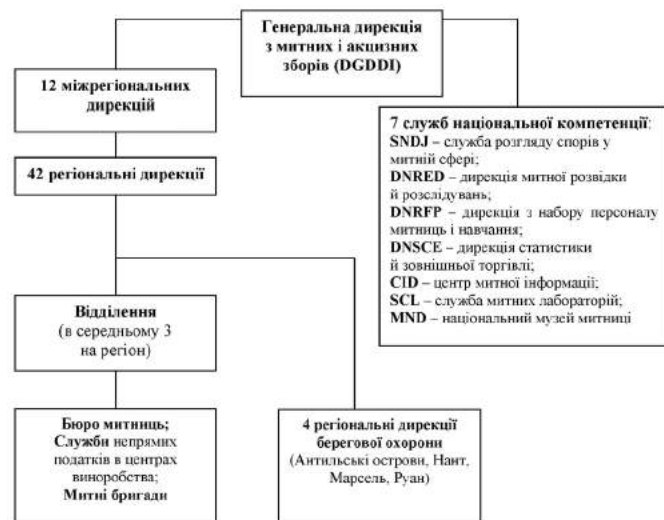 Генеральна дирекція
з митних і акцизних
зборів (DGDDI)
12 міжрегіональних
дирекцій
42 регіональні дирекції
7 служб національної компетенції:
SNDJ – служба розгляду спорів у
митній сфері;
DNRED – дирекція митної розвідки
й розслідувань;
DNRFP – дирекція з набору персоналу
митниць і навчання;
DNSCE – дирекція статистики
й зовнішньої торгівлі;
CID – центр митної інформації;
SCL – служба митних лабораторій;
MND – національний музей митниці
Відділення
(в середньому 3
на регіон)
Бюро митниць;
Служби непрямих
податків в центрах
виноробства;
Митні бригади
4 регіональні дирекції
берегової охорони
(Антильські острови, Нант,
Марсель, Руан)